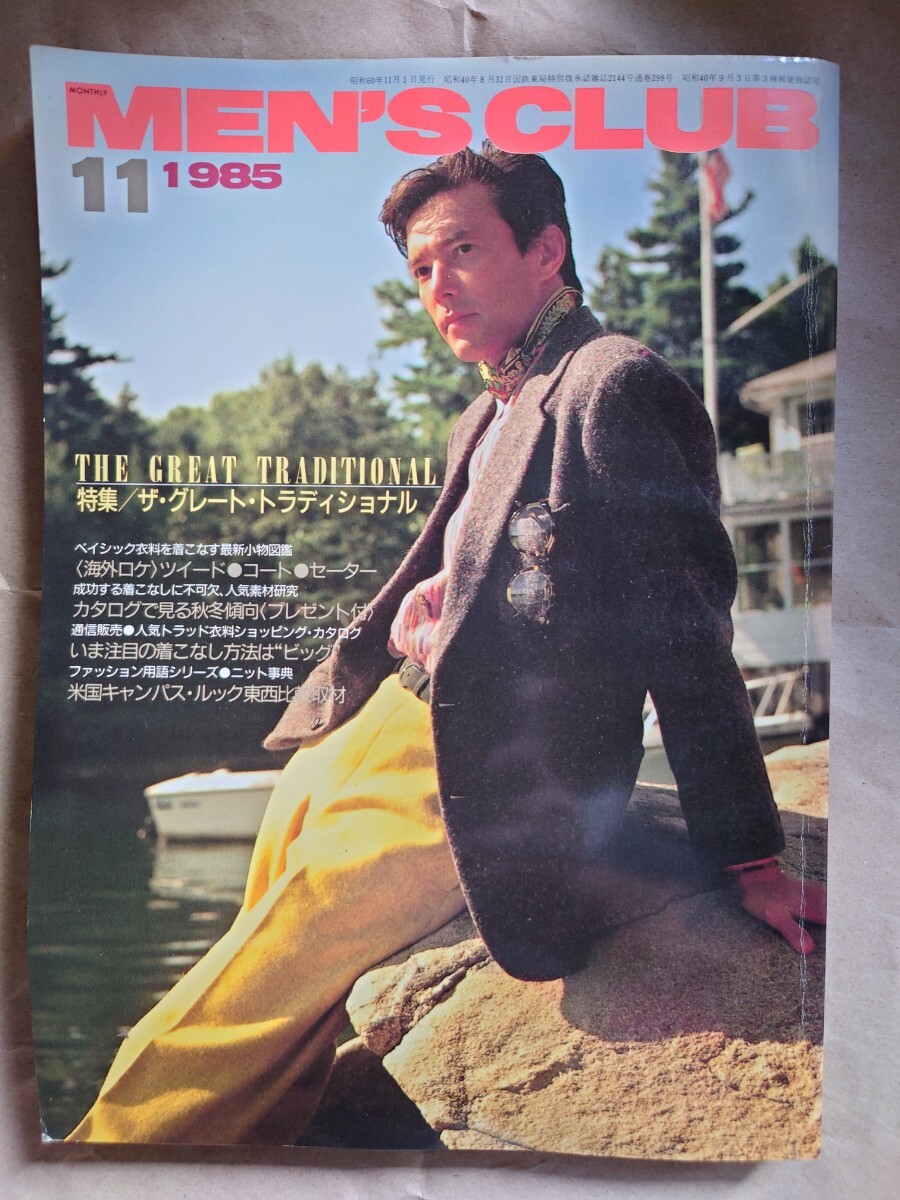 昭和60年11月1日発行 昭和40年8月31日国鉄東局特別扱承認雑誌2144号通巻298号 昭和40年9月3日第3種郵便物認可
MONTHLY
MEN'S CLUB
11 1985
THE GREAT TRADITIONAL
特集/ザ・グレート・トラディショナル
ベイシック衣料を着こなす最新小物図鑑
〈海外ロケ〉ツイード●コート●セーター
成功する着こなしに不可欠、人気素材研究
カタログで見る秋冬傾向〈プレゼント付〉
通信販売●人気トラッド衣料ショッピング・カタログ
いま注目の着こなし方法は“ビッグ”
ファッション用語シリーズ●ニット事典
米国キャンパス・ルック東西比較取材